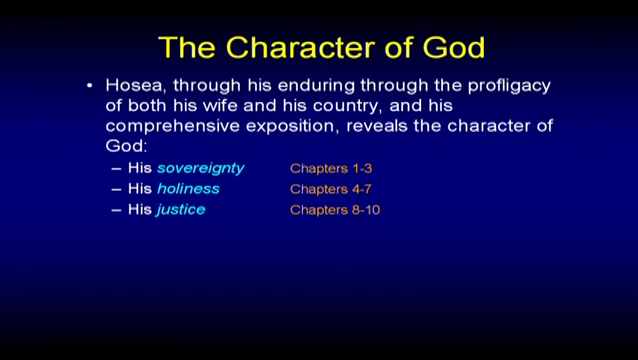 The Character of God
• Hosea, through his enduring through the profligacy
of both his wife and his country, and his
comprehensive exposition, reveals the character of
God:
– His sovereignty Chapters 1-3
– His holiness Chapters 4-7
– His justice Chapters 8-10